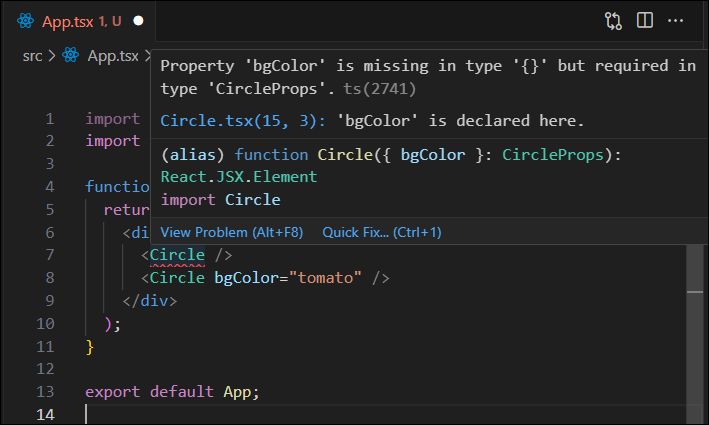 App.tsx 1, U
src > App.tsx >
Property 'bgColor' is missing in type '{}' but required in
type 'CircleProps'. ts(2741)
Circle.tsx(15, 3): 'bgColor' is declared here.
(alias) function Circle({ bgColor }: CircleProps):
React.JSX.Element
import Circle
View Problem (Alt+F8) Quick Fix... (Ctrl+1)
1 import
2 import
3
4 functio
5 retur
6 <di
7 <Circle />
8 <Circle bgColor="tomato" />
9 </div>
10 );
11 }
12
13 export default App;
14